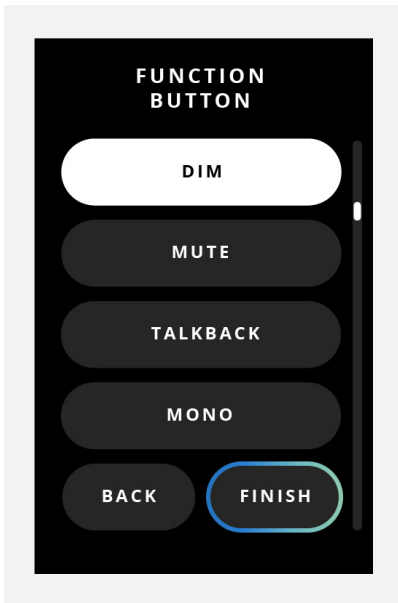 FUNCTION
BUTTON
DIM
MUTE
TALKBACK
MONO
BACK
FINISH